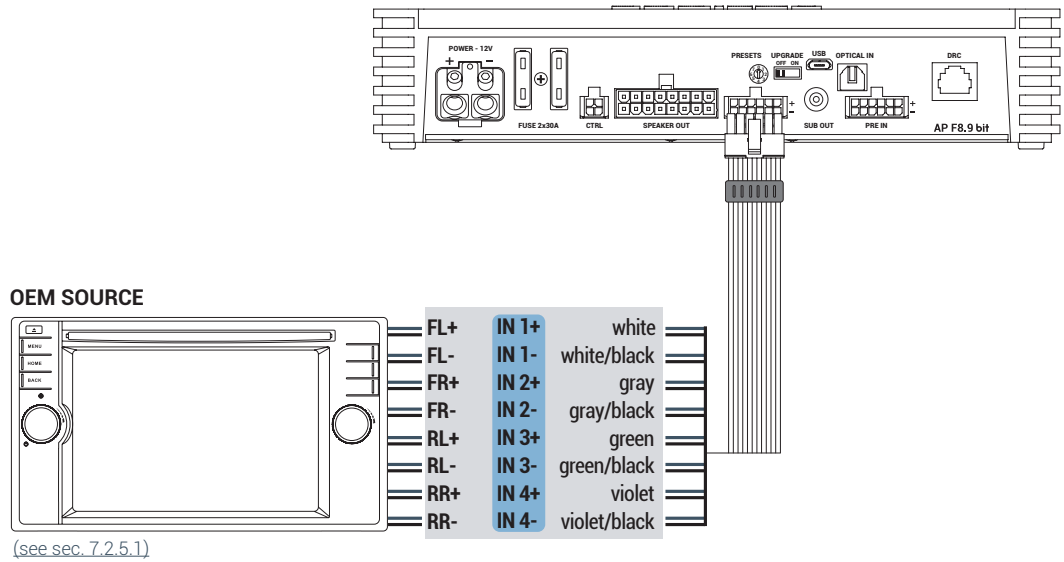 POWER - 12V
+ -
FUSE 2x30A
CTRL
SPEAKER OUT
PRESETS
UPGRADE
OFF ON
USB
OPTICAL IN
DRC
+
-
SUB OUT
PRE IN
+
-
AP F8.9 bit
OEM SOURCE
MENU
HOME
BACK
FL+ IN 1+ white
FL- IN 1- white/black
FR+ IN 2+ gray
FR- IN 2- gray/black
RL+ IN 3+ green
RL- IN 3- green/black
RR+ IN 4+ violet
RR- IN 4- violet/black
(see sec. 7.2.5.1)